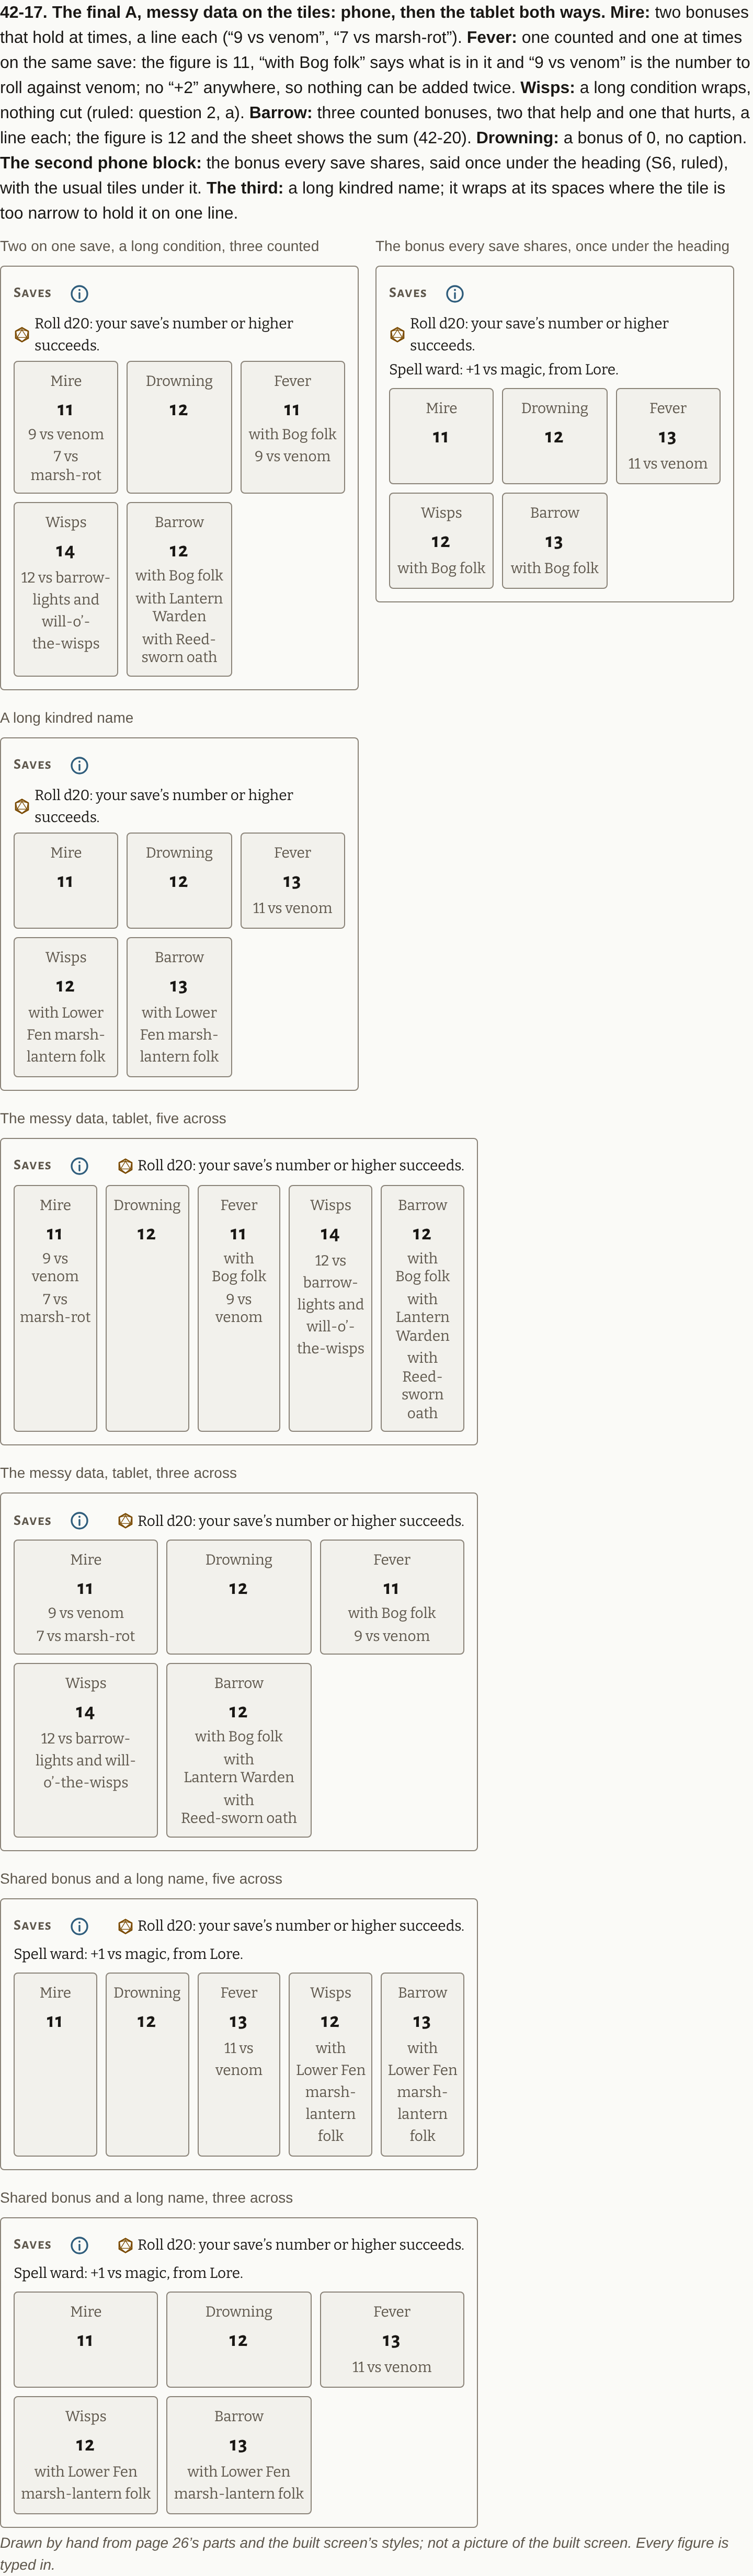 42-17. The final A, messy data on the tiles: phone, then the tablet both ways. Mire: two bonuses
that hold at times, a line each (“9 vs venom”, “7 vs marsh-rot”). Fever: one counted and one at times
on the same save: the figure is 11, “with Bog folk” says what is in it and “9 vs venom” is the number to
roll against venom; no “+2” anywhere, so nothing can be added twice. Wisps: a long condition wraps,
nothing cut (ruled: question 2, a). Barrow: three counted bonuses, two that help and one that hurts, a
line each; the figure is 12 and the sheet shows the sum (42-20). Drowning: a bonus of 0, no caption.
The second phone block: the bonus every save shares, said once under the heading (S6, ruled),
with the usual tiles under it. The third: a long kindred name; it wraps at its spaces where the tile is
too narrow to hold it on one line.
Two on one save, a long condition, three counted
Saves
Roll d20: your save’s number or higher
succeeds.
Mire
11
9 vs venom
7 vs
marsh-rot
Drowning
12
Fever
11
with Bog folk
9 vs venom
Wisps
14
12 vs barrow-
lights and
will-o’-
the-wisps
Barrow
12
with Bog folk
with Lantern
Warden
with Reed-
sworn oath
The bonus every save shares, once under the heading
Saves
Roll d20: your save’s number or higher
succeeds.
Spell ward: +1 vs magic, from Lore.
Mire
11
Drowning
12
Fever
13
11 vs venom
Wisps
12
with Bog folk
Barrow
13
with Bog folk
A long kindred name
Saves
Roll d20: your save’s number or higher
succeeds.
Mire
11
Drowning
12
Fever
13
11 vs venom
Wisps
12
with Lower
Fen marsh-
lantern folk
Barrow
13
with Lower
Fen marsh-
lantern folk
The messy data, tablet, five across
Saves
Roll d20: your save’s number or higher succeeds.
Mire
11
9 vs
venom
7 vs
marsh-rot
Drowning
12
Fever
11
with
Bog folk
9 vs
venom
Wisps
14
12 vs
barrow-
lights and
will-o’-
the-wisps
Barrow
12
with
Bog folk
with
Lantern
Warden
with
Reed-
sworn
oath
The messy data, tablet, three across
Saves
Roll d20: your save’s number or higher succeeds.
Mire
11
9 vs venom
7 vs marsh-rot
Drowning
12
Fever
11
with Bog folk
9 vs venom
Wisps
14
12 vs barrow-
lights and will-
o’-the-wisps
Barrow
12
with Bog folk
with
Lantern Warden
with
Reed-sworn oath
Shared bonus and a long name, five across
Saves
Roll d20: your save’s number or higher succeeds.
Spell ward: +1 vs magic, from Lore.
Mire
11
Drowning
12
Fever
13
11 vs
venom
Wisps
12
with
Lower Fen
marsh-
lantern
folk
Barrow
13
with
Lower Fen
marsh-
lantern
folk
Shared bonus and a long name, three across
Saves
Roll d20: your save’s number or higher succeeds.
Spell ward: +1 vs magic, from Lore.
Mire
11
Drowning
12
Fever
13
11 vs venom
Wisps
12
with Lower Fen
marsh-lantern folk
Barrow
13
with Lower Fen
marsh-lantern folk
Drawn by hand from page 26’s parts and the built screen’s styles; not a picture of the built screen. Every figure is
typed in.